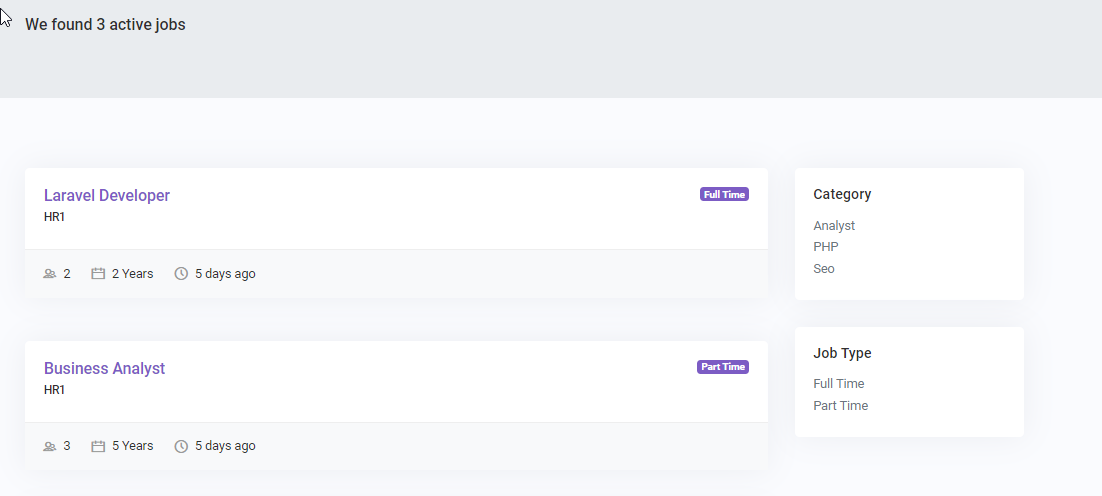 We found 3 active jobs
Laravel Developer
Full Time
HR1
2 2 Years 5 days ago
Business Analyst
Part Time
HR1
3 5 Years 5 days ago
Category
Analyst
PHP
Seo
Job Type
Full Time
Part Time